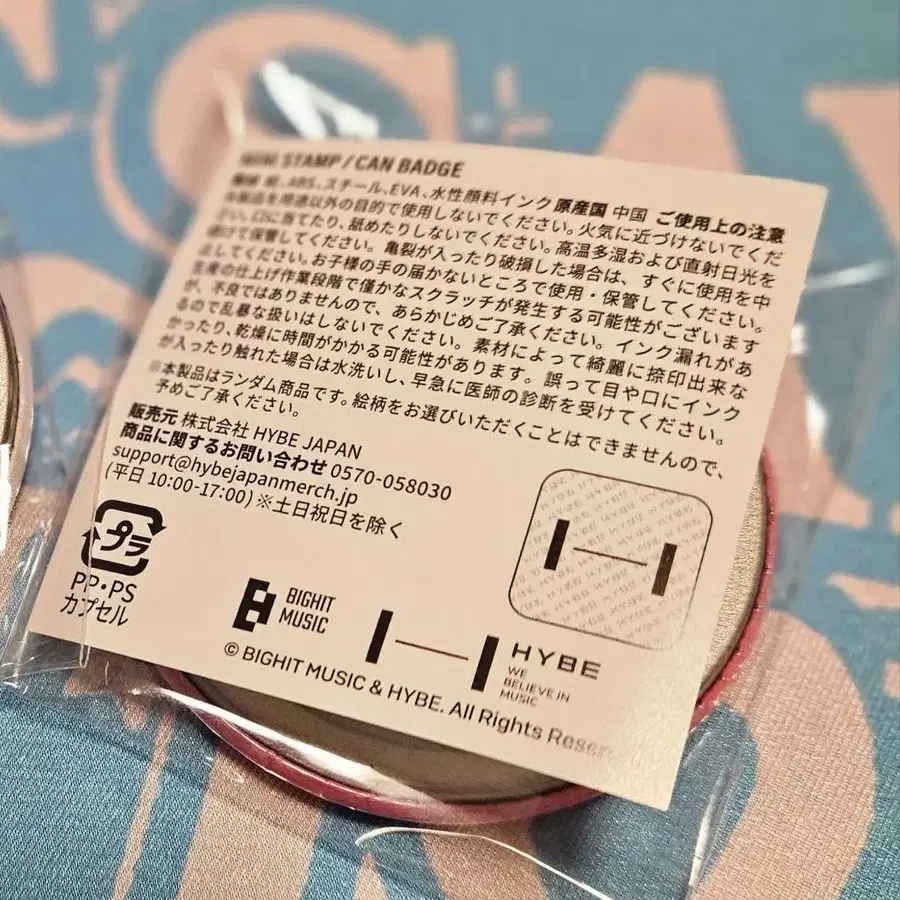 MINI STAMP / CAN BADGE
紙、ABS、スチール、EVA、水性顔料インク 原産国 中国 ご使用上の注意
本製品を用途以外の目的で使用しないでください。火気に近づけないでくだ
さい。口に当てたり、舐めたりしないでください。高温多湿および直射日光を
避けて保管してください。亀裂が入ったり破損した場合は、すぐに使用を中
止してください。お子様の手の届かないところで使用・保管してください。
生産の仕上げ作業段階で僅かなスクラッチが発生する可能性がございます
が、不良ではありませんので、あらかじめご了承ください。インク漏れがあ
るので乱暴な扱いはしないでください。素材によって綺麗に捺印出来な
かったり、乾燥に時間がかかる可能性があります。誤って目や口にインク
が入ったり触れた場合は水洗いし、早急に医師の診断を受けてください。
※本製品はランダム商品です。絵柄をお選びいただくことはできませんので、
予めご了承ください。
販売元 株式会社 HYBE JAPAN
商品に関するお問い合わせ 0570-058030
support@hybejapanmerch.jp
(平日 10:00-17:00) ※土日祝日を除く
プラ
PP・PS
カプセル
BIGHIT
MUSIC
HYBE
WE
BELIEVE IN
MUSIC
© BIGHIT MUSIC & HYBE. All Rights Reser